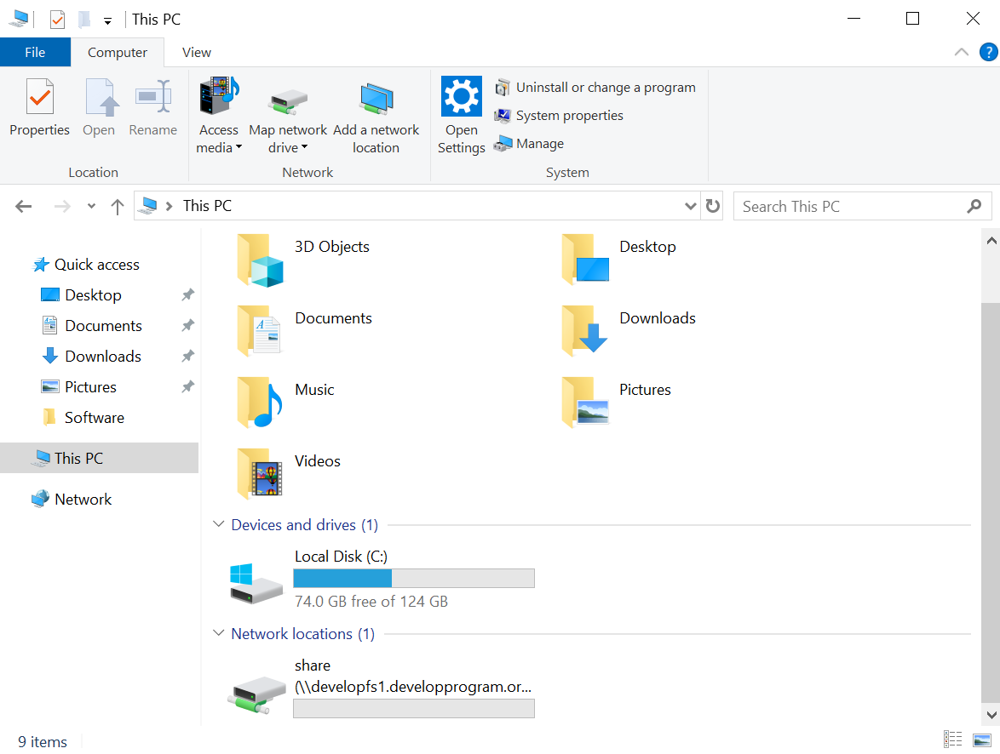 This PC
File Computer View
?
Uninstall or change a program
System properties
Manage
Properties Open Rename
Access media
Map network drive
Add a network location
Open Settings
Location Network System
This PC
Search This PC
Quick access
Desktop
Documents
Downloads
Pictures
Software
This PC
Network
3D Objects Desktop
Documents Downloads
Music Pictures
Videos
Devices and drives (1)
Local Disk (C:)
74.0 GB free of 124 GB
Network locations (1)
share
(\\developfs1.developprogram.or...
9 items